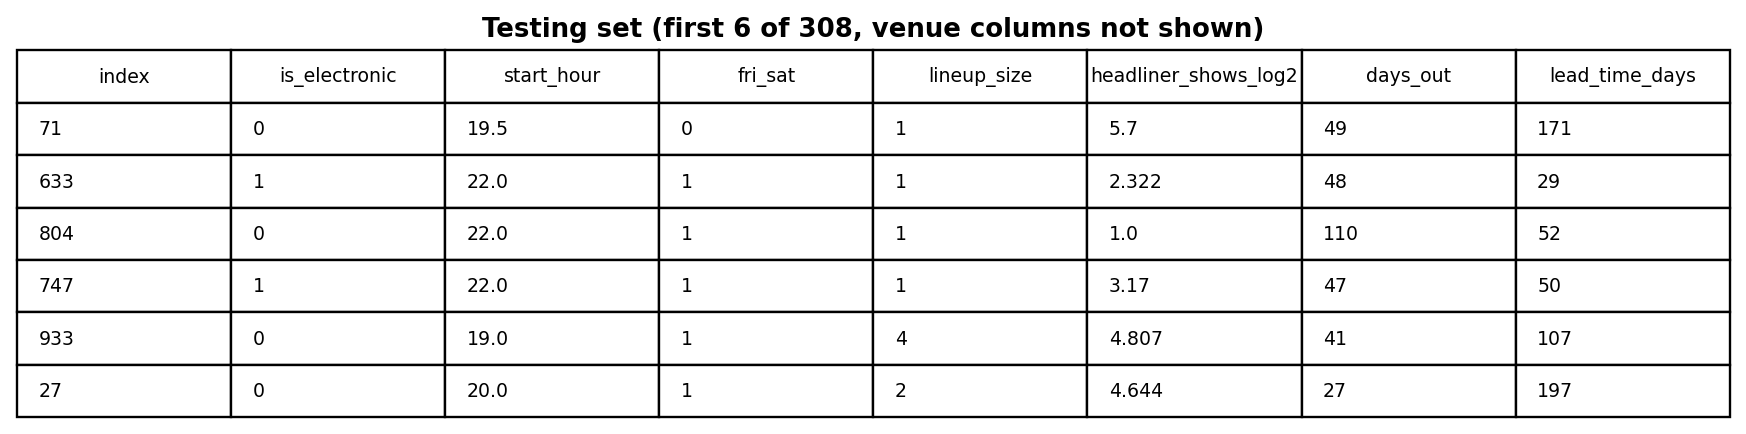 Testing set (first 6 of 308, venue columns not shown)
index is_electronic start_hour fri_sat lineup_size headliner_shows_log2 days_out lead_time_days
71 0 19.5 0 1 5.7 49 171
633 1 22.0 1 1 2.322 48 29
804 0 22.0 1 1 1.0 110 52
747 1 22.0 1 1 3.17 47 50
933 0 19.0 1 4 4.807 41 107
27 0 20.0 1 2 4.644 27 197